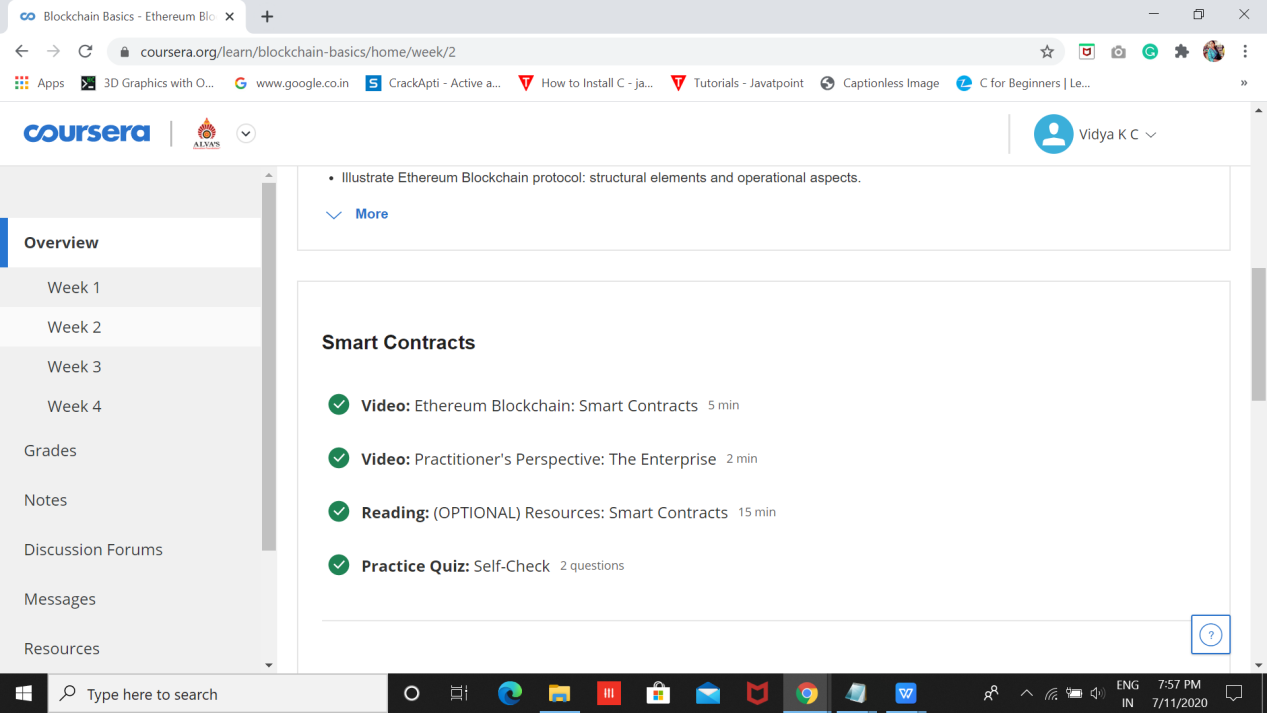 Blockchain Basics - Ethereum Blo
coursera.org/learn/blockchain-basics/home/week/2
Apps 3D Graphics with O... www.google.co.in CrackApti - Active a... How to Install C - ja... Tutorials - Javatpoint Captionless Image C for Beginners | Le... »
coursera ALVA'S Vidya K C
• Illustrate Ethereum Blockchain protocol: structural elements and operational aspects.
More
Overview
Week 1
Week 2
Week 3
Week 4
Grades
Notes
Discussion Forums
Messages
Resources
Smart Contracts
Video: Ethereum Blockchain: Smart Contracts 5 min
Video: Practitioner's Perspective: The Enterprise 2 min
Reading: (OPTIONAL) Resources: Smart Contracts 15 min
Practice Quiz: Self-Check 2 questions
?
Type here to search
ENG 7:57 PM
IN 7/11/2020